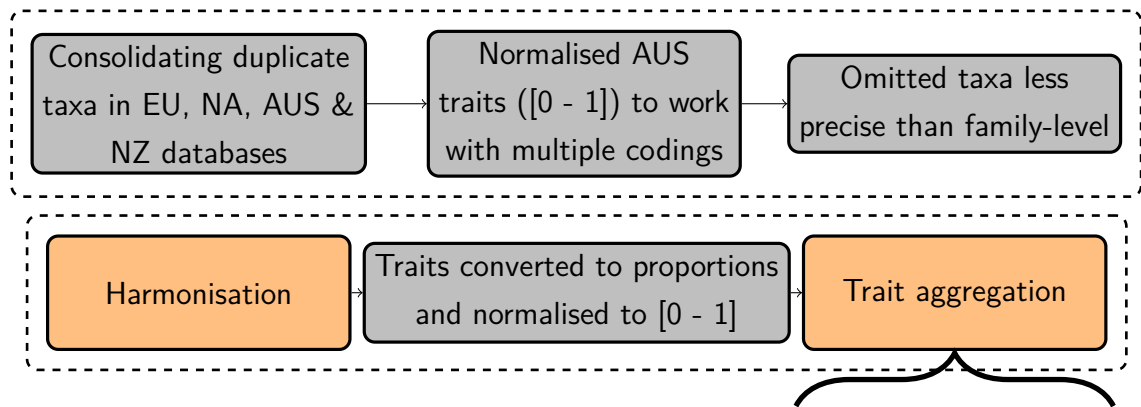 Consolidating duplicate
taxa in EU, NA, AUS &
NZ databases
Normalised AUS
traits ([0 - 1]) to work
with multiple codings
Omitted taxa less
precise than family-level
Harmonisation
Traits converted to proportions
and normalised to [0 - 1]
Trait aggregation